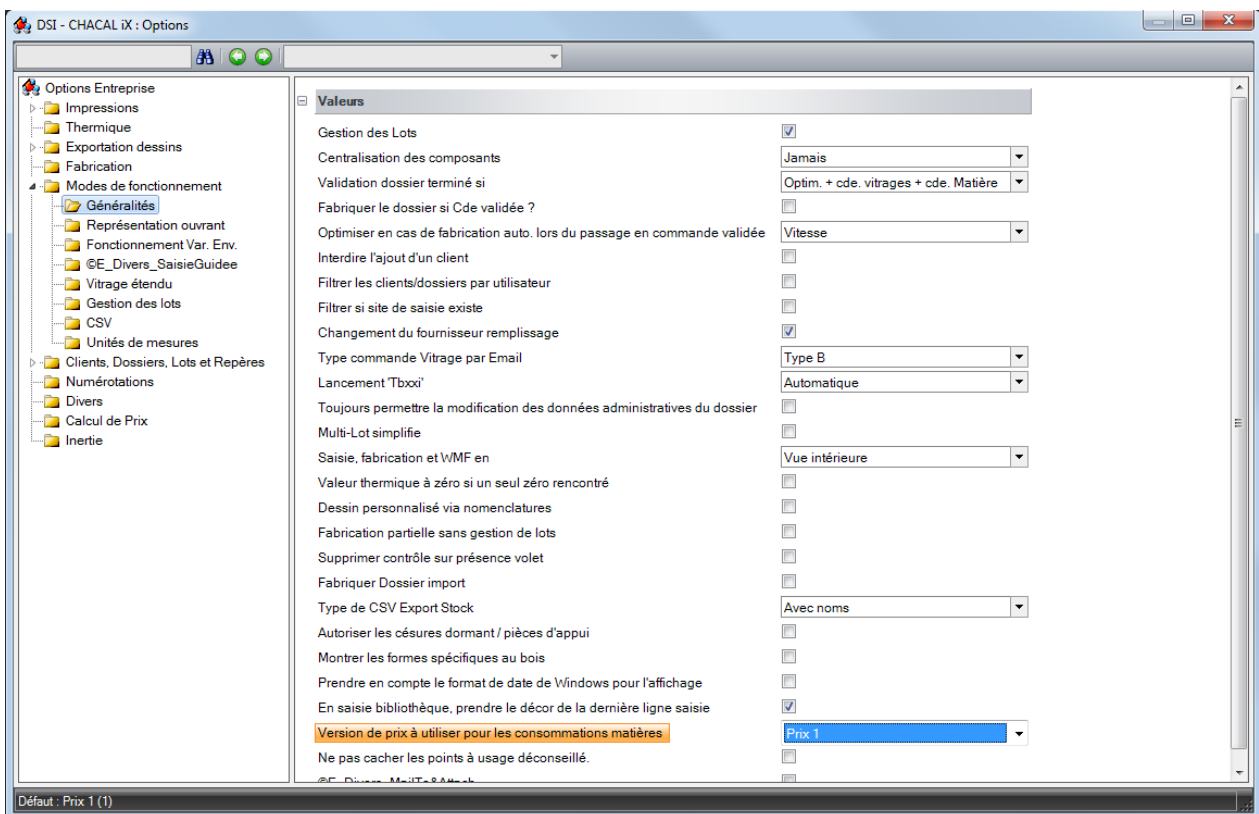 DSI - CHACAL iX : Options
Options Entreprise
Impressions
Thermique
Exportation dessins
Fabrication
Modes de fonctionnement
Généralités
Représentation ouvrant
Fonctionnement Var. Env.
©E_Divers_SaisieGuidee
Vitrage étendu
Gestion des lots
CSV
Unités de mesures
Clients, Dossiers, Lots et Repères
Numérotations
Divers
Calcul de Prix
Inertie
Valeurs
Gestion des Lots
Centralisation des composants Jamais
Validation dossier terminé si Optim. + cde. vitrages + cde. Matière
Fabriquer le dossier si Cde validée ?
Optimiser en cas de fabrication auto. lors du passage en commande validée Vitesse
Interdire l'ajout d'un client
Filtrer les clients/dossiers par utilisateur
Filtrer si site de saisie existe
Changement du fournisseur remplissage
Type commande Vitrage par Email Type B
Lancement 'Tbxxi' Automatique
Toujours permettre la modification des données administratives du dossier
Multi-Lot simplifie
Saisie, fabrication et WMF en Vue intérieure
Valeur thermique à zéro si un seul zéro rencontré
Dessin personnalisé via nomenclatures
Fabrication partielle sans gestion de lots
Supprimer contrôle sur présence volet
Fabriquer Dossier import
Type de CSV Export Stock Avec noms
Autoriser les césures dormant / pièces d'appui
Montrer les formes spécifiques au bois
Prendre en compte le format de date de Windows pour l'affichage
En saisie bibliothèque, prendre le décor de la dernière ligne saisie
Version de prix à utiliser pour les consommations matières Prix 1
Ne pas cacher les points à usage déconseillé.
©E_Divers_MailTo&Attach
Défaut : Prix 1 (1)